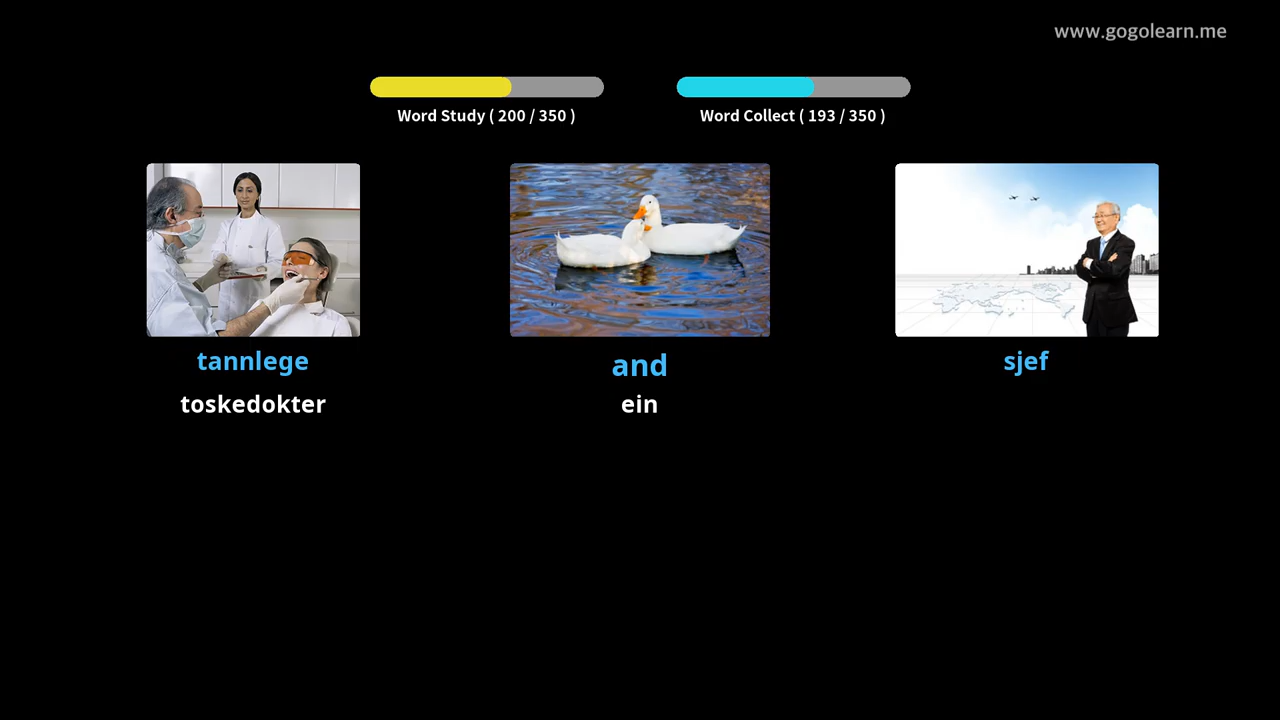 www.gogolearn.me
Word Study ( 200 / 350 )
Word Collect ( 193 / 350 )
tannlege
and
sjef
toskedokter
ein